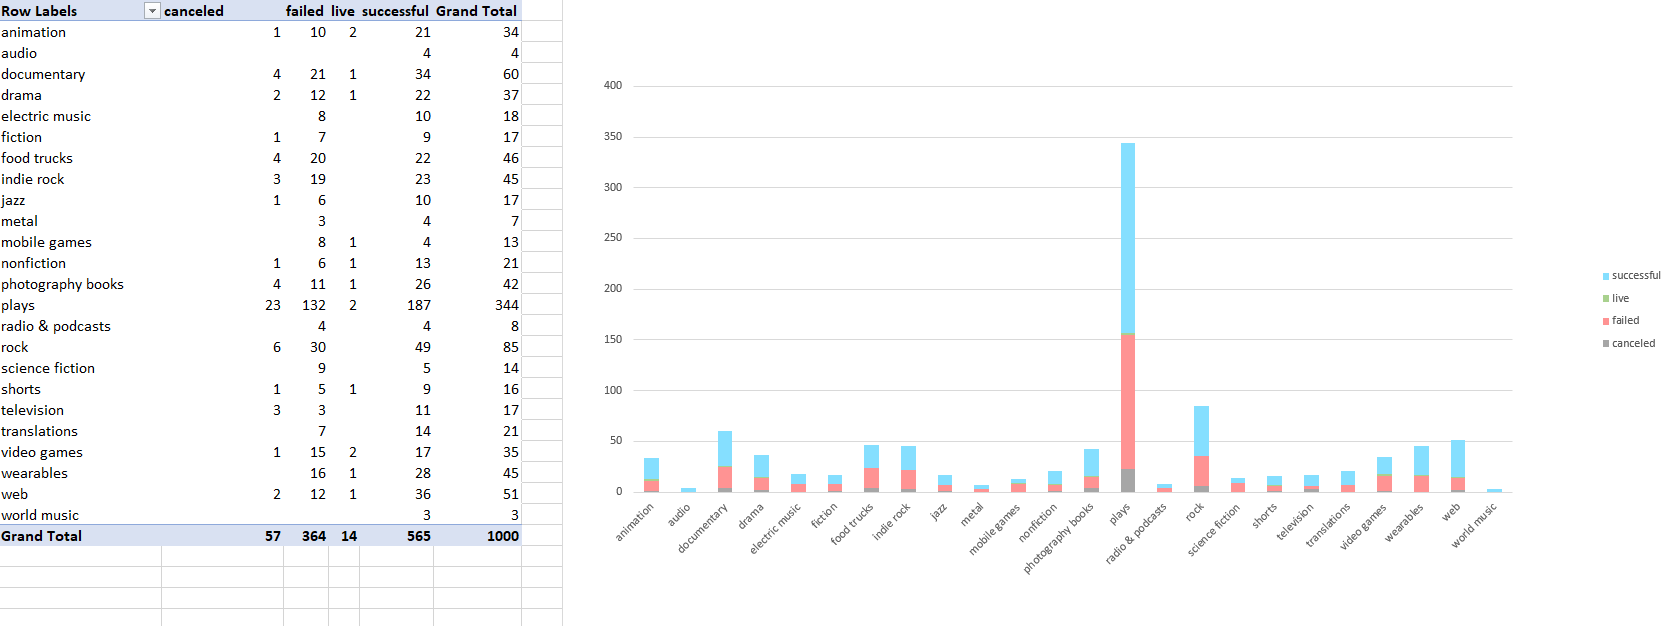 Row Labels canceled failed live successful Grand Total
animation 1 10 2 21 34
audio 4 4
documentary 4 21 1 34 60
drama 2 12 1 22 37
electric music 8 10 18
fiction 1 7 9 17
food trucks 4 20 22 46
indie rock 3 19 23 45
jazz 1 6 10 17
metal 3 4 7
mobile games 8 1 4 13
nonfiction 1 6 1 13 21
photography books 4 11 1 26 42
plays 23 132 2 187 344
radio & podcasts 4 4 8
rock 6 30 49 85
science fiction 9 5 14
shorts 1 5 1 9 16
television 3 3 11 17
translations 7 14 21
video games 1 15 2 17 35
wearables 16 1 28 45
web 2 12 1 36 51
world music 3 3
Grand Total 57 364 14 565 1000
400
350
300
250
200
150
100
50
0
animation
audio
documentary
drama
electric music
fiction
food trucks
indie rock
jazz
metal
mobile games
nonfiction
photography books
plays
radio & podcasts
rock
science fiction
shorts
television
translations
video games
wearables
web
world music
successful
live
failed
canceled